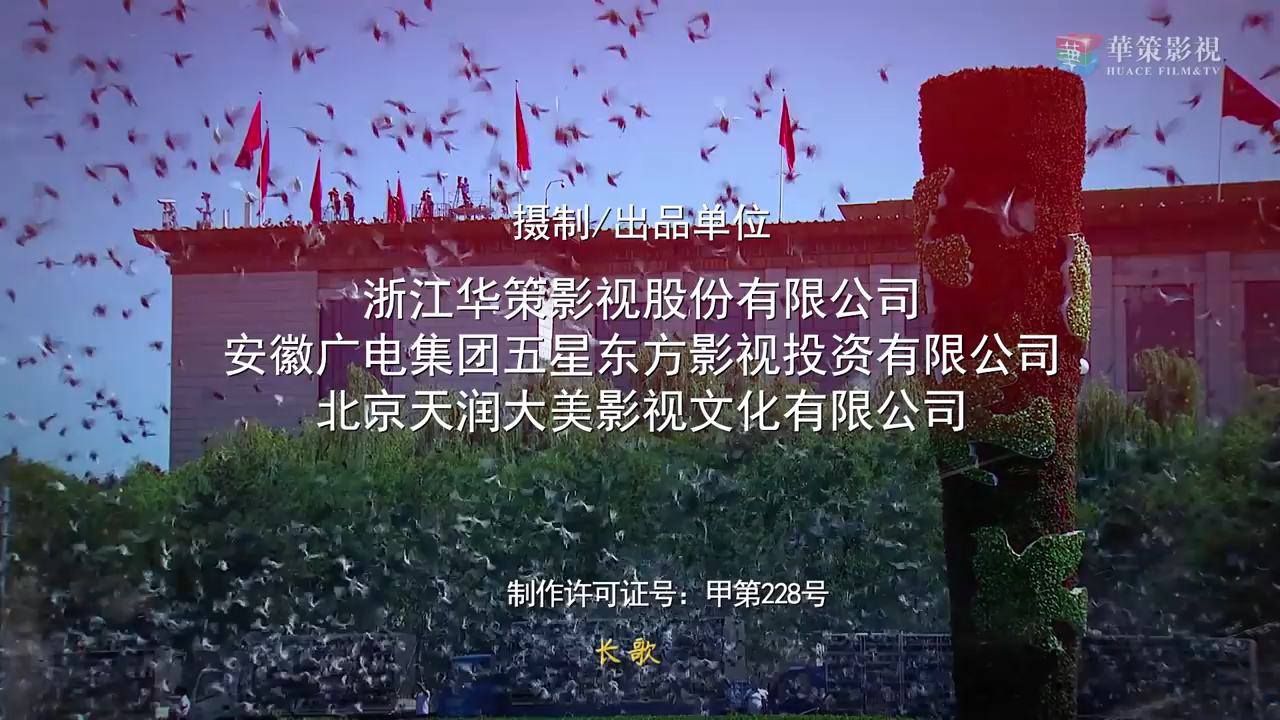 華策影視
HUACE FILM&TV
摄制/出品单位
浙江华策影视股份有限公司
安徽广电集团五星东方影视投资有限公司
北京天润大美影视文化有限公司
制作许可证号：甲第228号
长歌